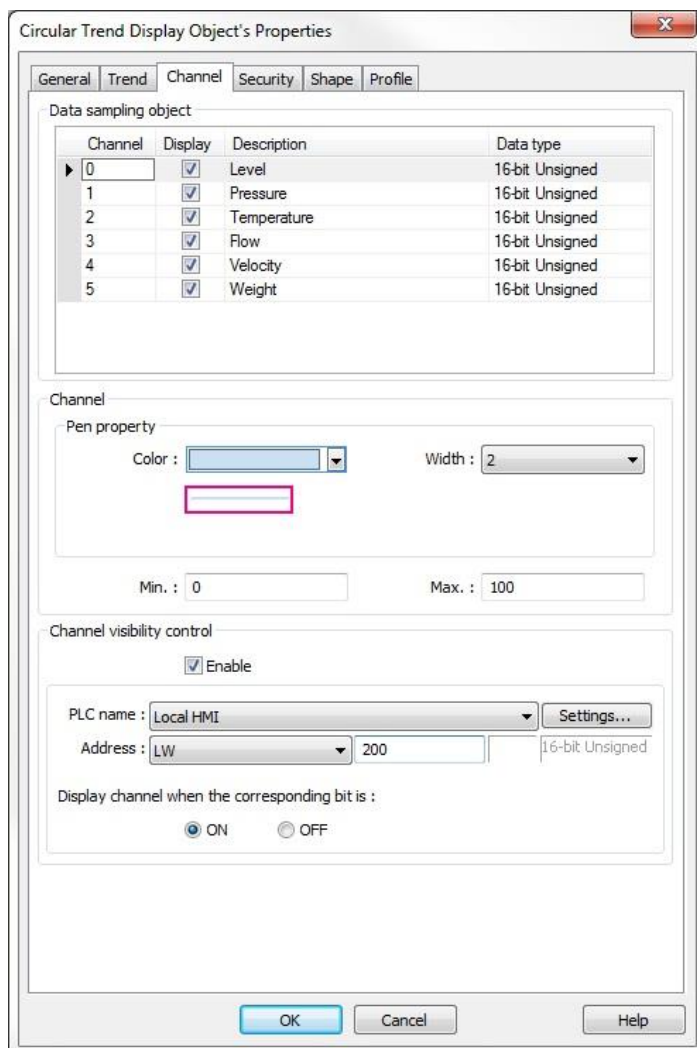 Circular Trend Display Object's Properties
General Trend Channel Security Shape Profile
Data sampling object
Channel Display Description Data type
0 Level 16-bit Unsigned
1 Pressure 16-bit Unsigned
2 Temperature 16-bit Unsigned
3 Flow 16-bit Unsigned
4 Velocity 16-bit Unsigned
5 Weight 16-bit Unsigned
Channel
Pen property
Color : Width : 2
Min. : 0 Max. : 100
Channel visibility control
Enable
PLC name : Local HMI Settings...
Address : LW 200 16-bit Unsigned
Display channel when the corresponding bit is :
ON OFF
OK Cancel Help